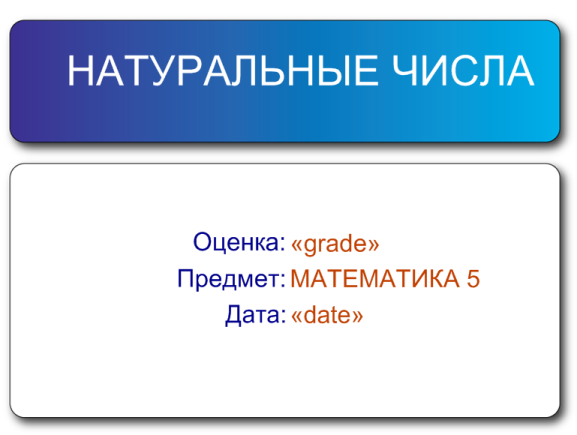 НАТУРАЛЬНЫЕ ЧИСЛА
Оценка: «grade»
Предмет: МАТЕМАТИКА 5
Дата: «date»